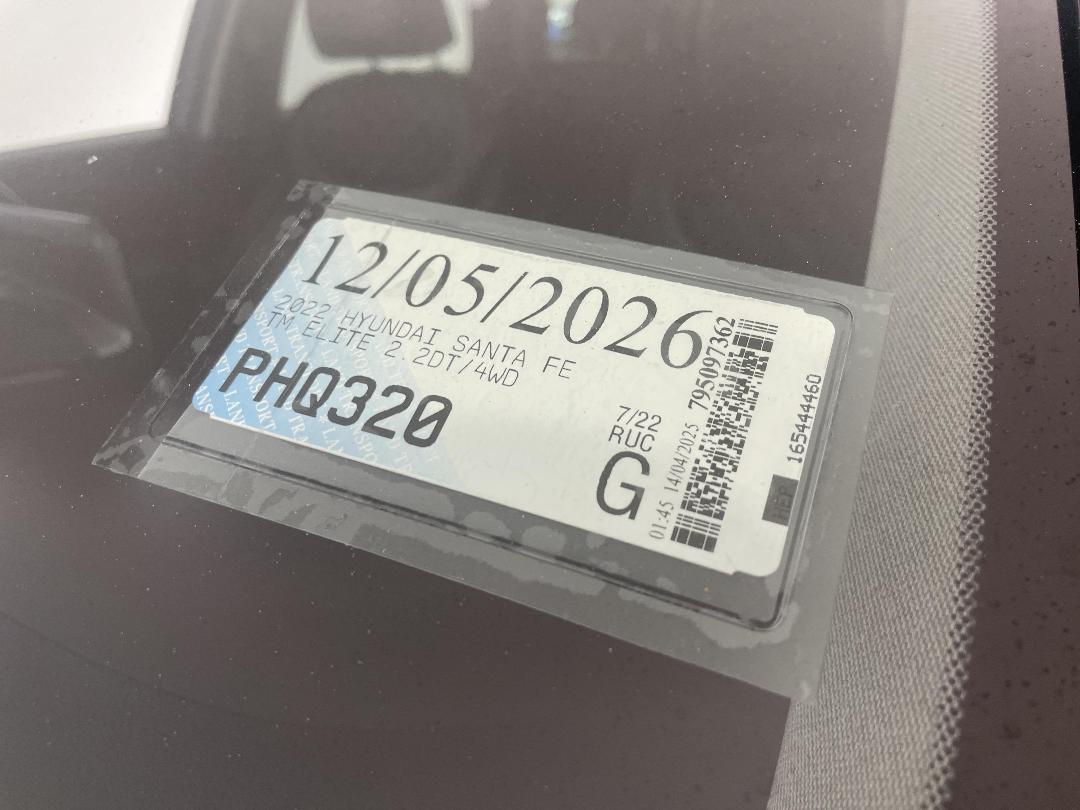 12/05/2026
2022 HYUNDAI SANTA FE
TM ELITE 2.2DT/4WD
PHQ320
7/22
RUC
G
01:45 14/04/2025 795097362
165444460